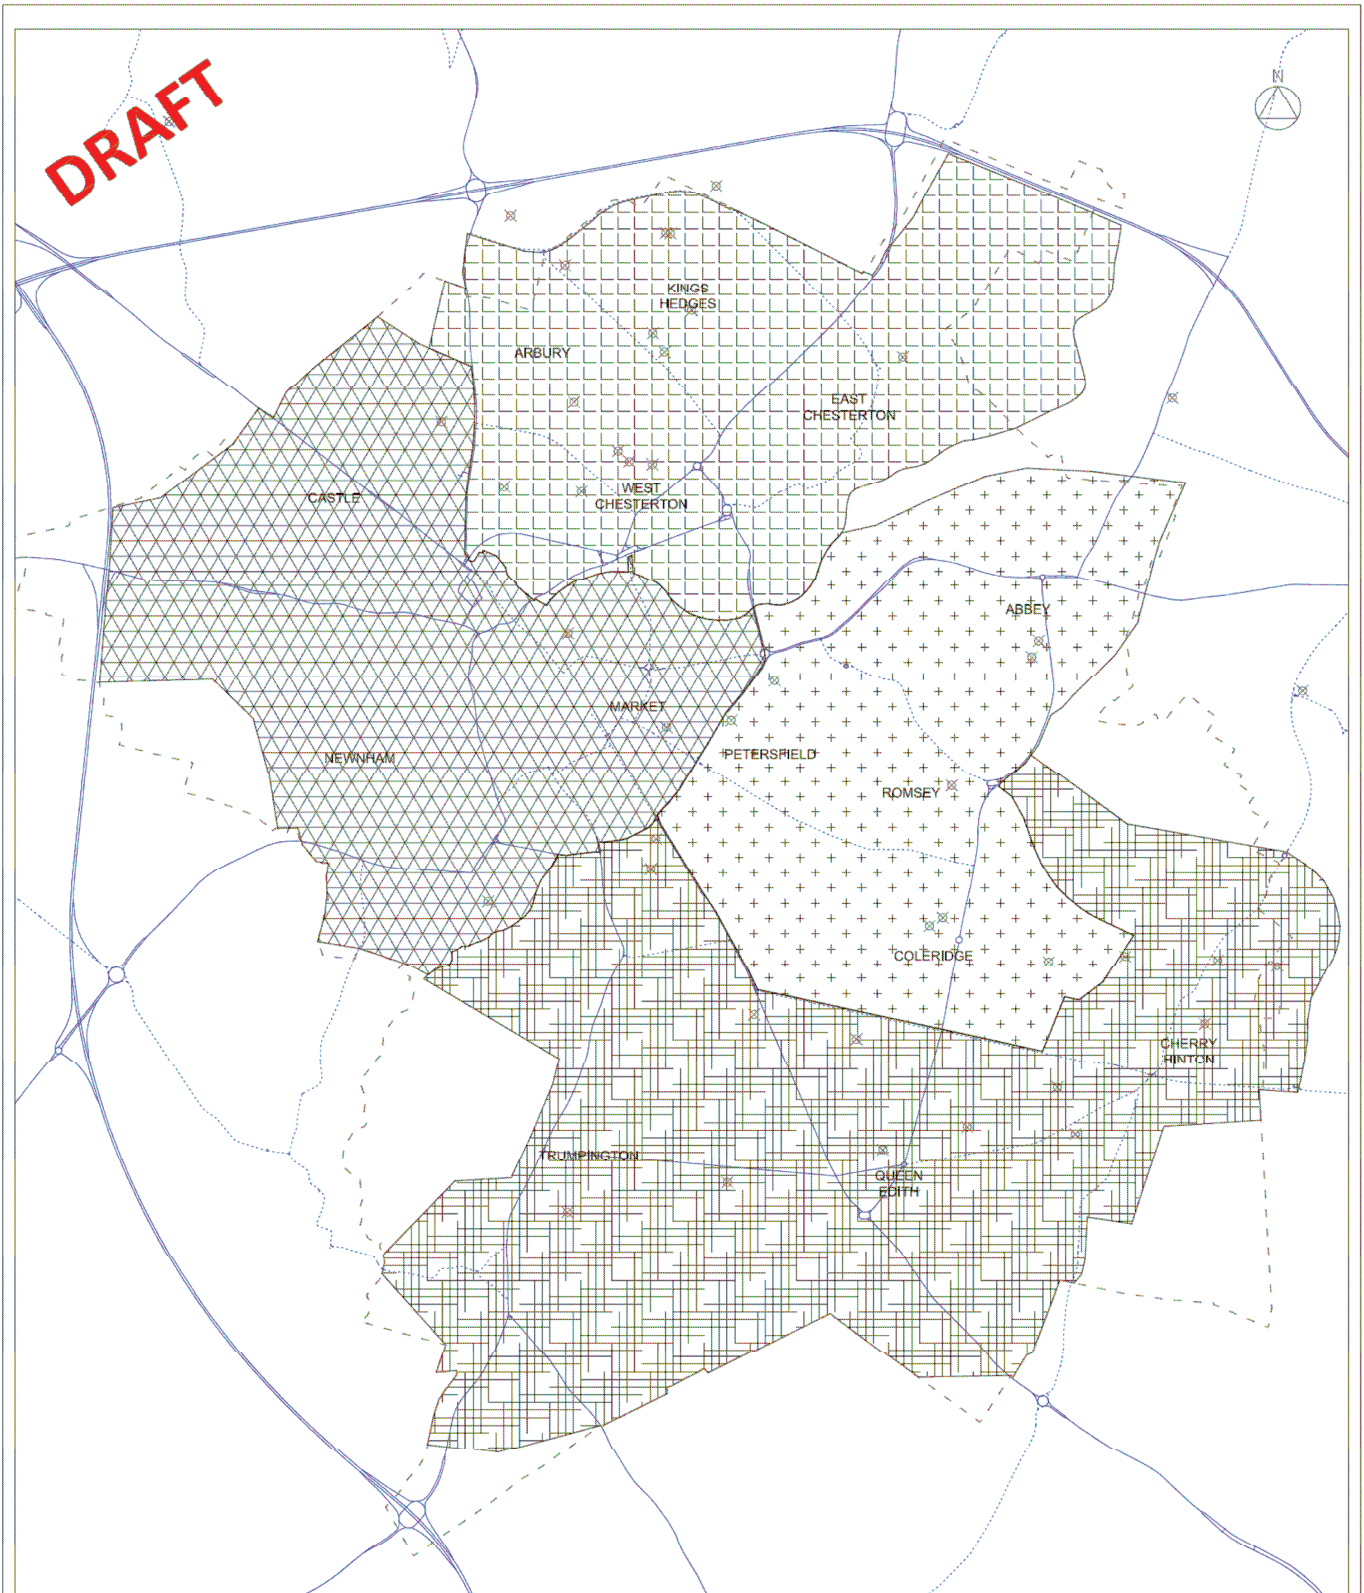 DRAFT
N
KINGS
HEDGES
ARBURY
EAST
CHESTERTON
WEST
CHESTERTON
CASTLE
ABBEY
MARKET
NEWNHAM
PETERSFIELD
ROMSEY
COLERIDGE
CHERRY
HINTON
TRUMPINGTON
QUEEN
EDITH